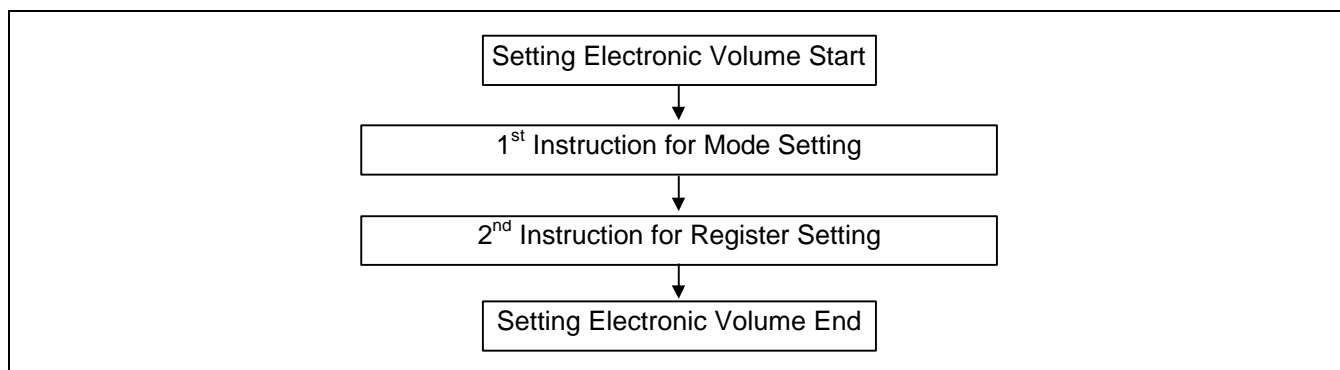 Setting Electronic Volume Start
1st Instruction for Mode Setting
2nd Instruction for Register Setting
Setting Electronic Volume End